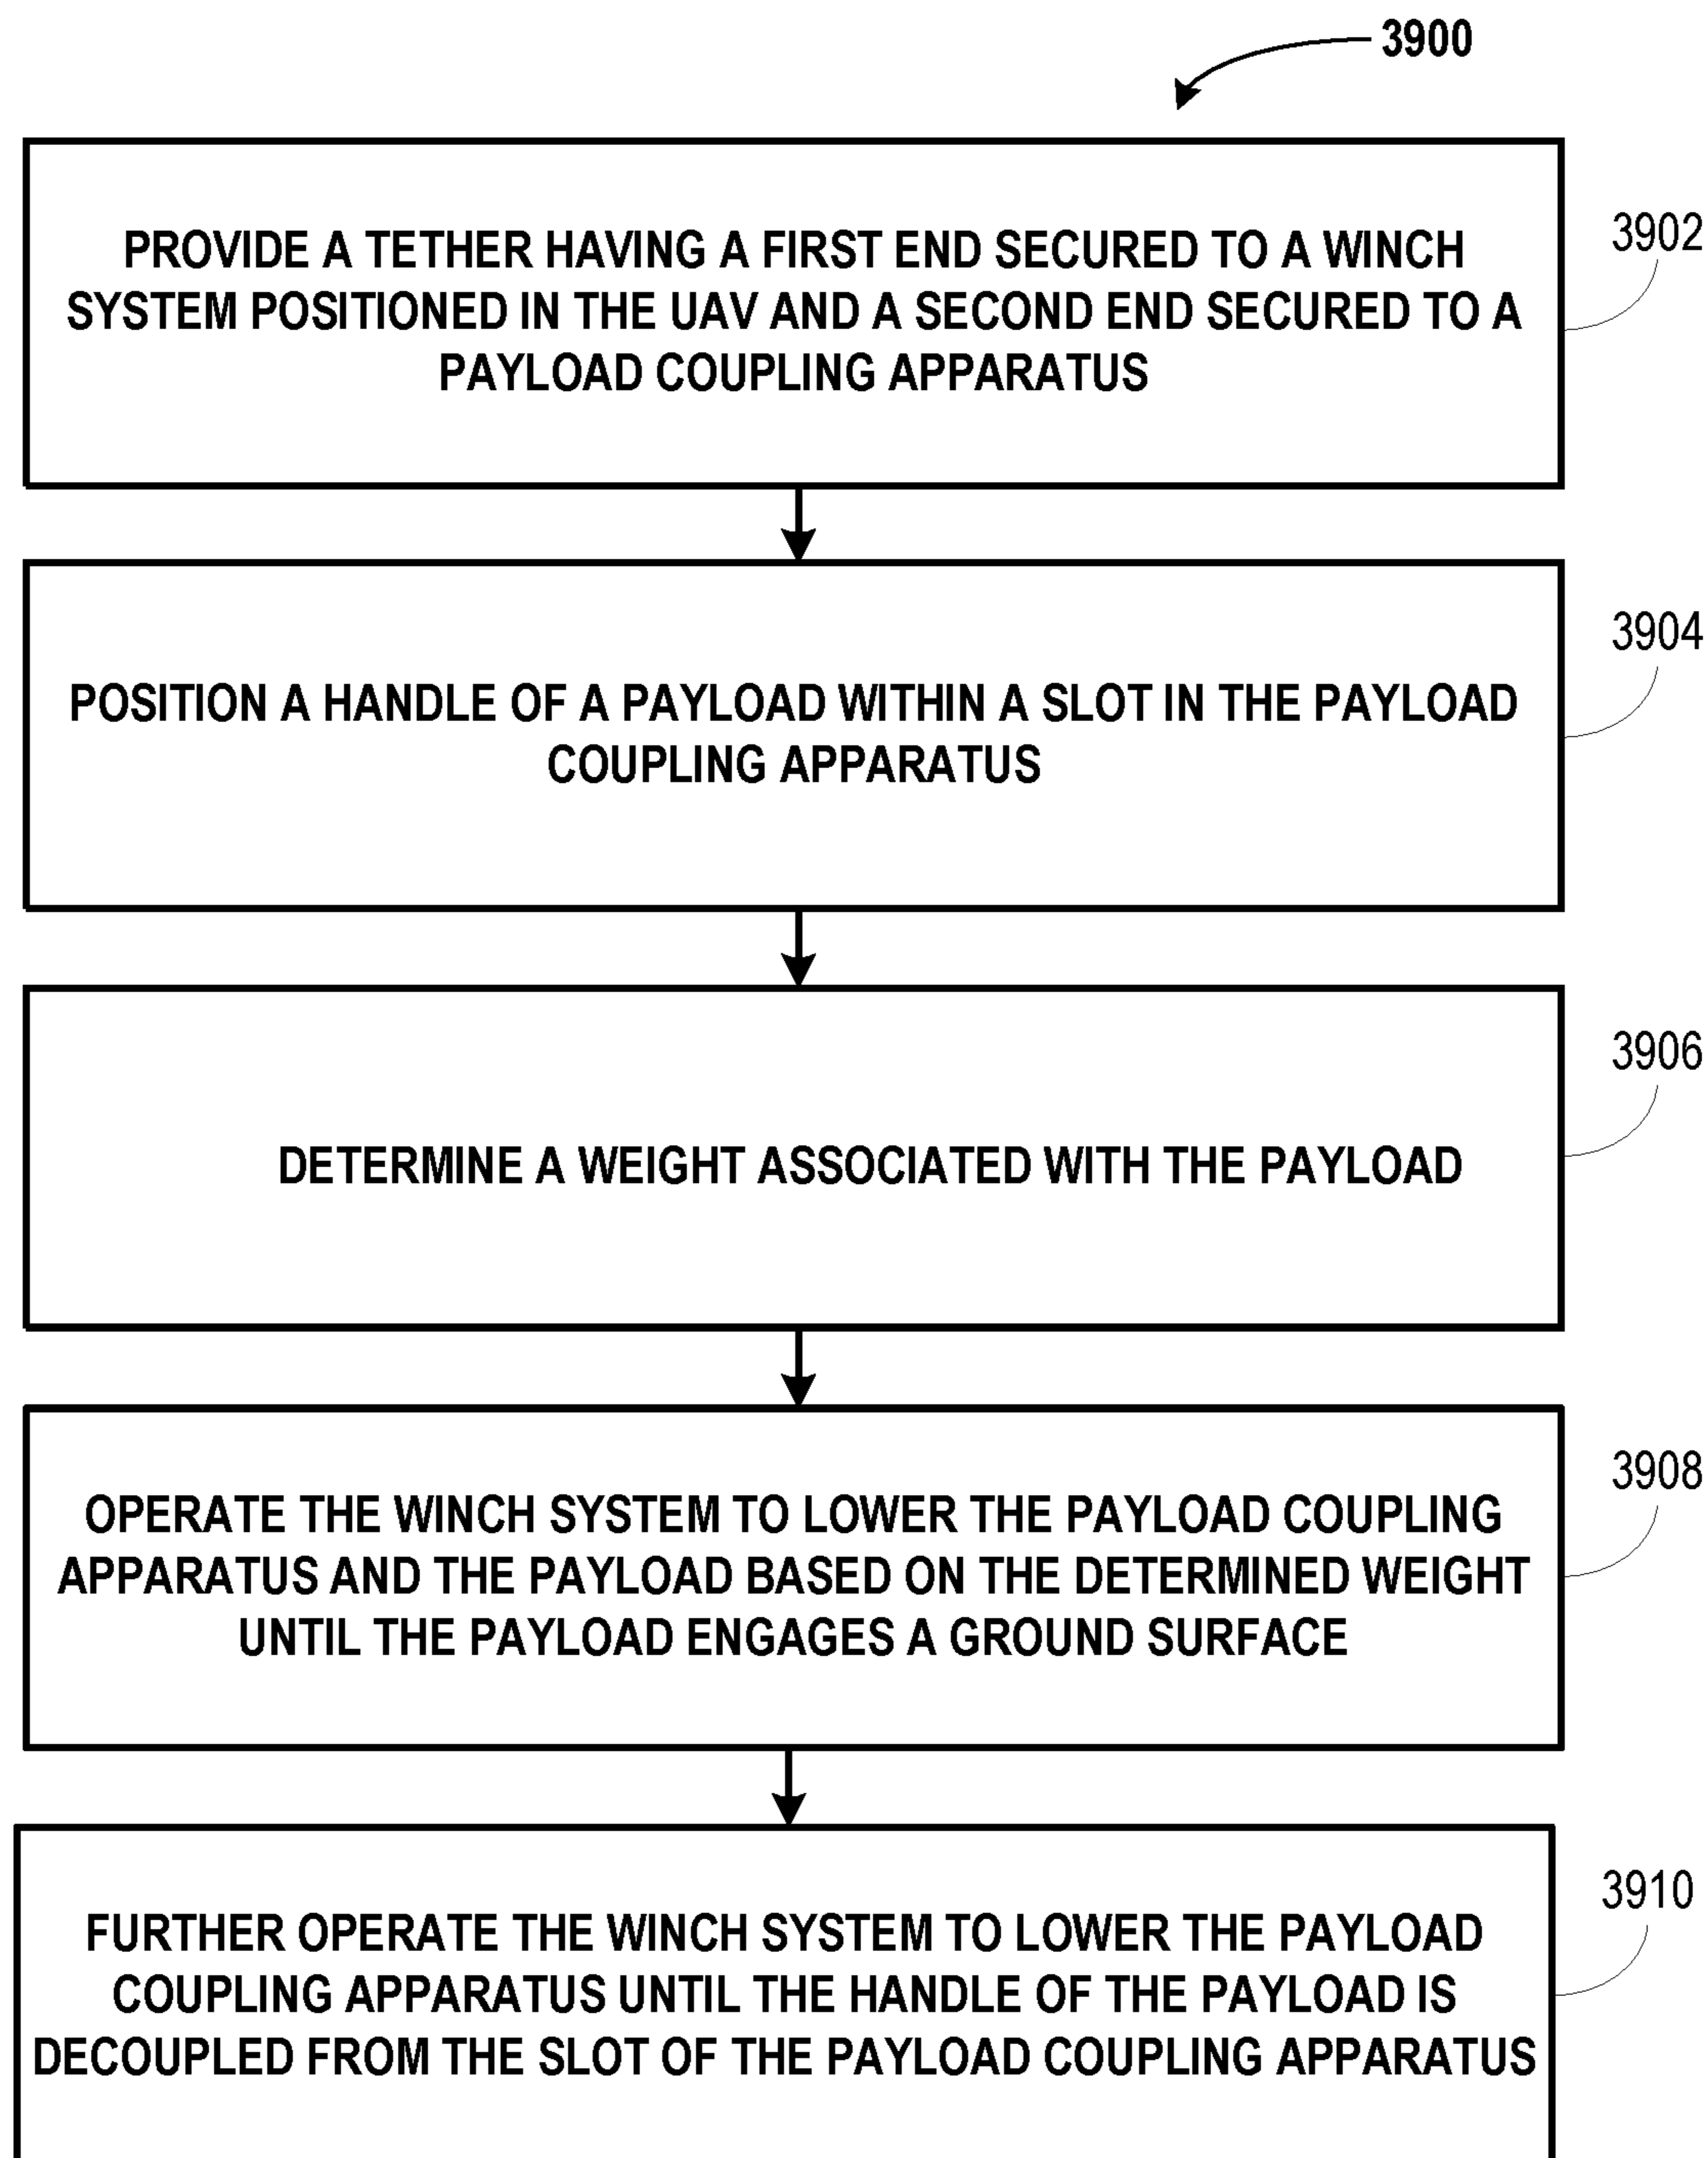 3900
PROVIDE A TETHER HAVING A FIRST END SECURED TO A WINCH
SYSTEM POSITIONED IN THE UAV AND A SECOND END SECURED TO A
PAYLOAD COUPLING APPARATUS
3902
POSITION A HANDLE OF A PAYLOAD WITHIN A SLOT IN THE PAYLOAD
COUPLING APPARATUS
3904
DETERMINE A WEIGHT ASSOCIATED WITH THE PAYLOAD
3906
OPERATE THE WINCH SYSTEM TO LOWER THE PAYLOAD COUPLING
APPARATUS AND THE PAYLOAD BASED ON THE DETERMINED WEIGHT
UNTIL THE PAYLOAD ENGAGES A GROUND SURFACE
3908
FURTHER OPERATE THE WINCH SYSTEM TO LOWER THE PAYLOAD
COUPLING APPARATUS UNTIL THE HANDLE OF THE PAYLOAD IS
DECOUPLED FROM THE SLOT OF THE PAYLOAD COUPLING APPARATUS
3910